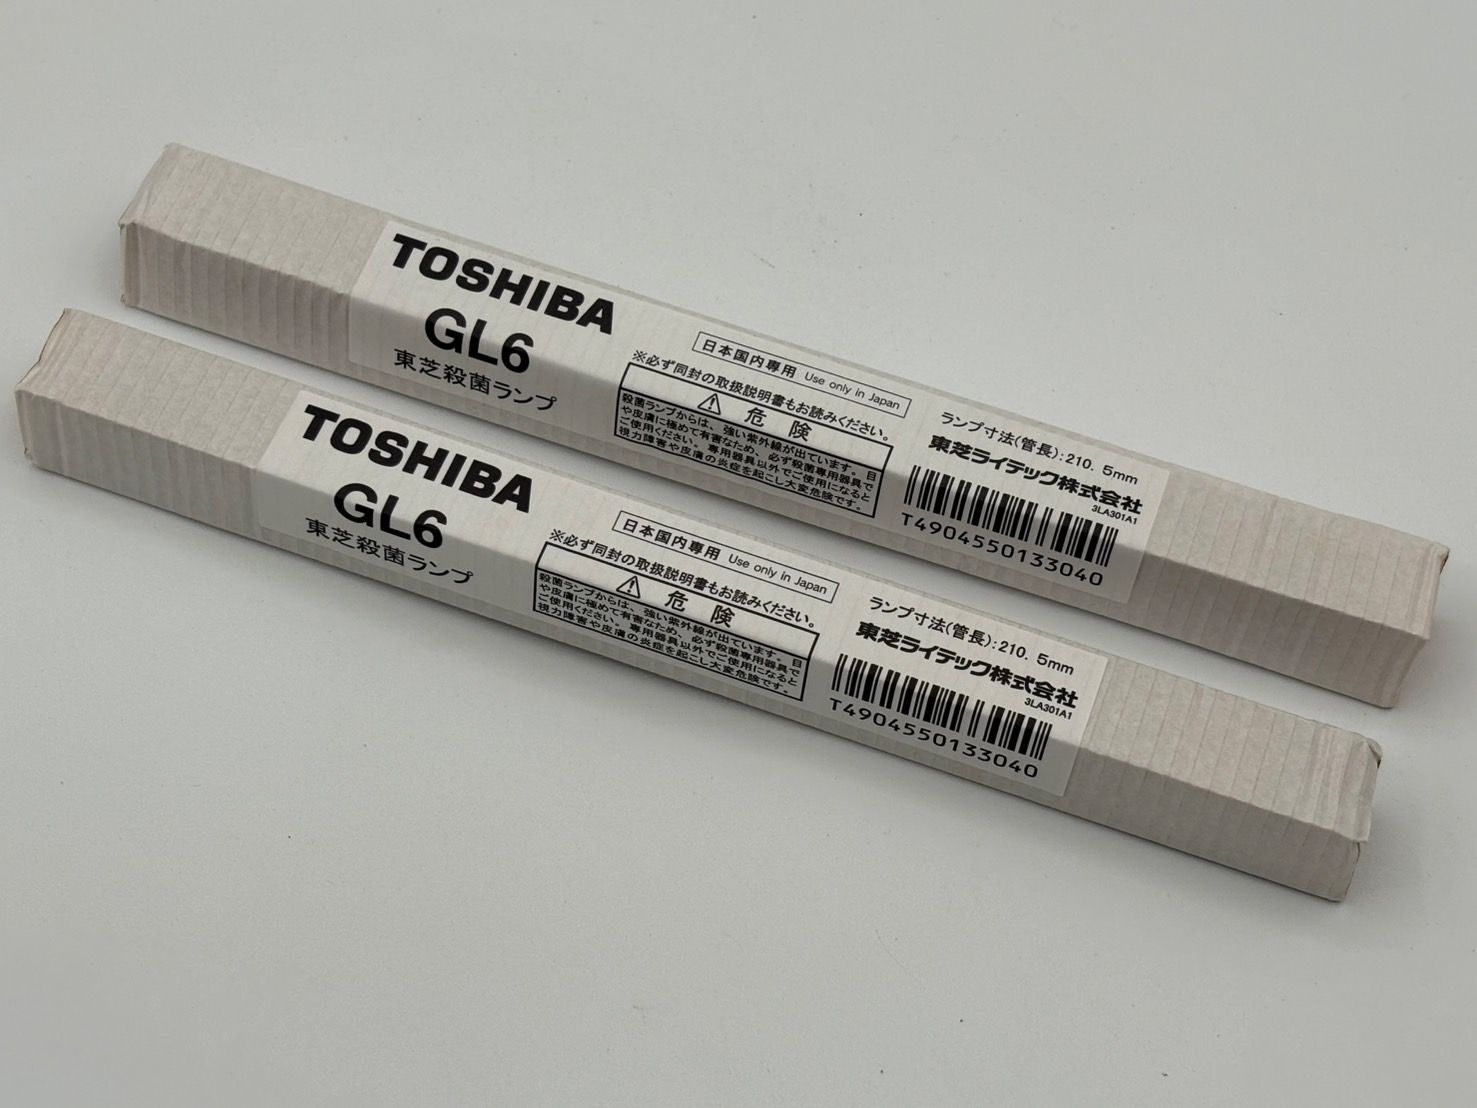 TOSHIBA
GL6
東芝殺菌ランプ
日本国内専用 Use only in Japan
※必ず同封の取扱説明書もお読みください。
⚠ 危険
殺菌ランプからは、強い紫外線が出ています。目
や皮膚に極めて有害なため、必ず殺菌専用器具で
ご使用ください。専用器具以外でご使用になると
視力障害や皮膚の炎症を起こし大変危険です。
ランプ寸法(管長):210.5mm
東芝ライテック株式会社
3LA301A1
T4904550133040
TOSHIBA
GL6
東芝殺菌ランプ
日本国内専用 Use only in Japan
※必ず同封の取扱説明書もお読みください。
⚠ 危険
殺菌ランプからは、強い紫外線が出ています。目
や皮膚に極めて有害なため、必ず殺菌専用器具で
ご使用ください。専用器具以外でご使用になると
視力障害や皮膚の炎症を起こし大変危険です。
ランプ寸法(管長):210.5mm
東芝ライテック株式会社
3LA301A1
T4904550133040